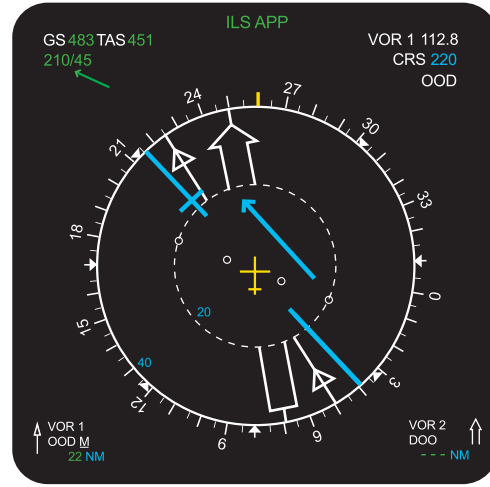 ILS APP
GS 483 TAS 451
210/45
VOR 1 112.8
CRS 220
OOD
24
27
21
30
33
18
0
15
20
40
12
3
6
9
VOR 1
OOD M
22 NM
VOR 2
DOO
--- NM